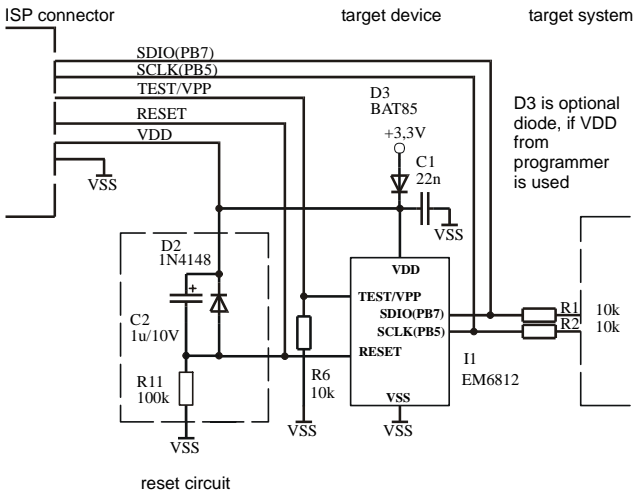 ISP connector
target device
target system
SDIO(PB7)
SCLK(PB5)
TEST/VPP
RESET
VDD
VSS
D3
BAT85
+3,3V
C1
22n
VSS
D3 is optional
diode, if VDD
from
programmer
is used
D2
1N4148
+
C2
1u/10V
R11
100k
VSS
reset circuit
R6
10k
VSS
VDD
TEST/VPP
SDIO(PB7)
SCLK(PB5)
RESET
VSS
VSS
I1
EM6812
R1
10k
R2
10k